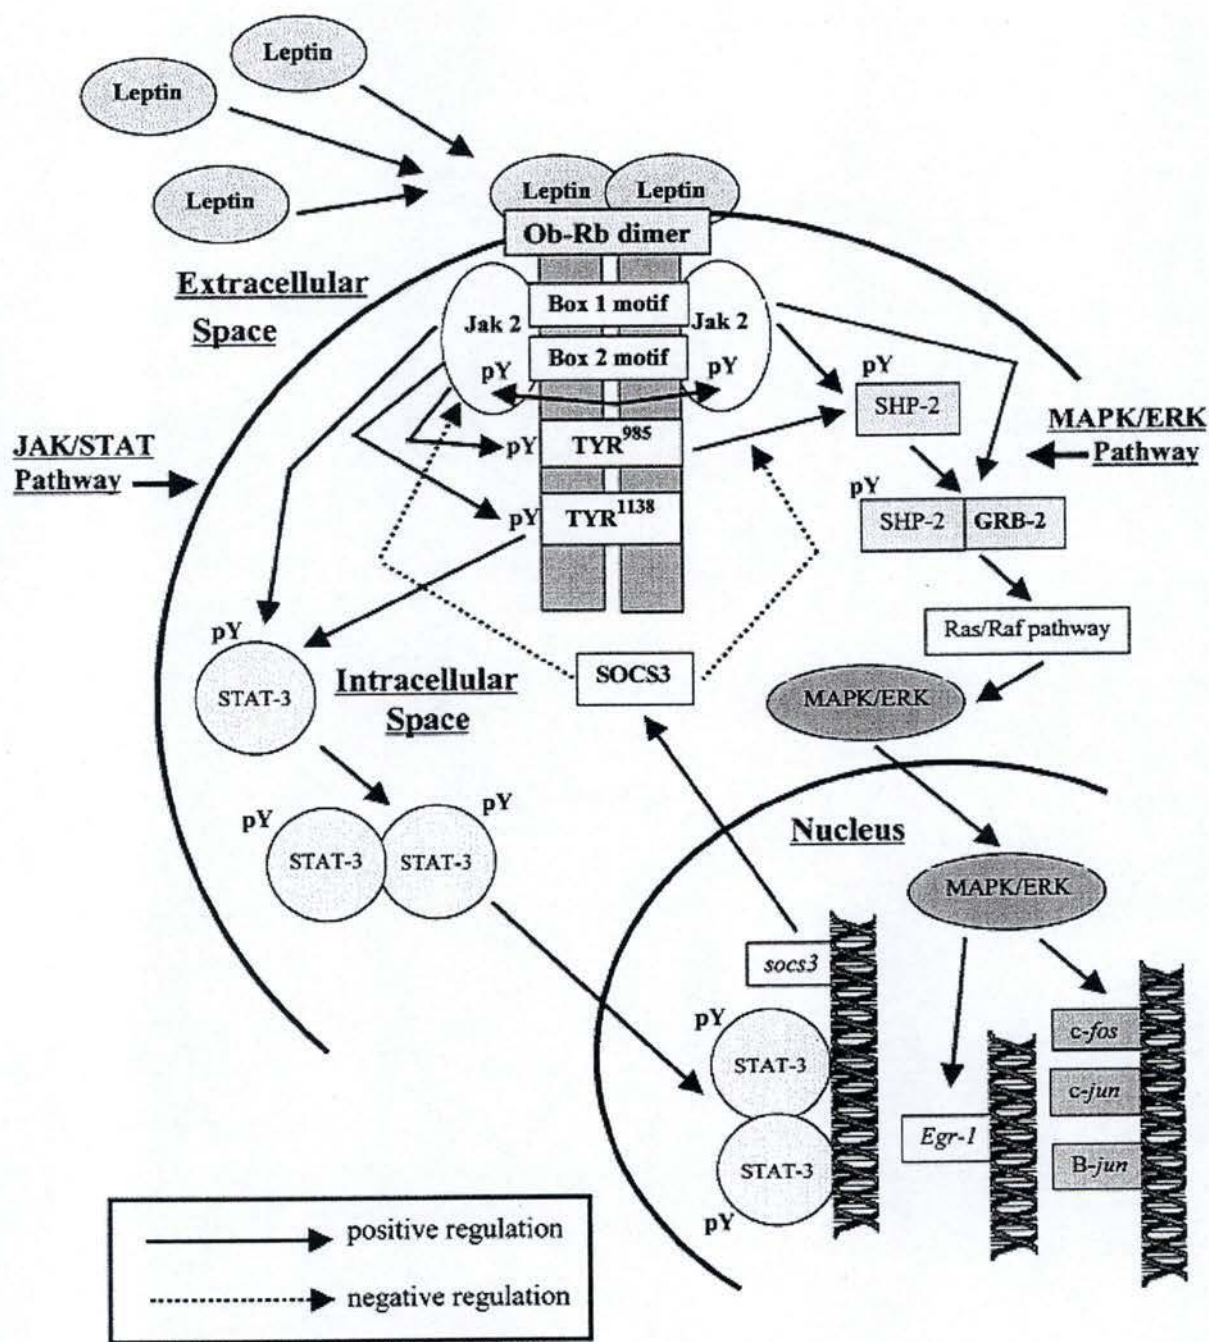 Leptin
Leptin
Leptin
Leptin
Leptin
Ob-Rb dimer
Extracellular
Space
Box 1 motif
Jak 2
Jak 2
Box 2 motif
pY
pY
pY
SHP-2
JAK/STAT
Pathway
MAPK/ERK
Pathway
pY
TYR985
pY
TYR1138
pY
SHP-2
GRB-2
Ras/Raf pathway
pY
STAT-3
Intracellular
Space
SOCS3
MAPK/ERK
pY
pY
STAT-3
STAT-3
Nucleus
MAPK/ERK
socs3
pY
STAT-3
STAT-3
pY
Egr-1
c-fos
c-jun
B-jun
positive regulation
negative regulation